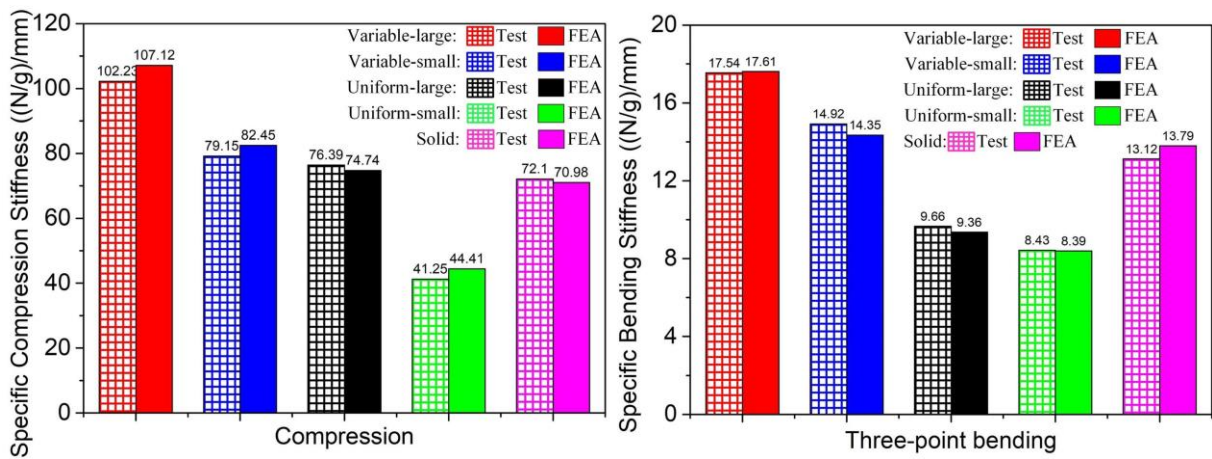 Specific Compression Stiffness ((N/g)/mm)
120
100
80
60
40
20
0
Variable-large: Test FEA
Variable-small: Test FEA
Uniform-large: Test FEA
Uniform-small: Test FEA
Solid: Test FEA
102.23
107.12
79.15
82.45
76.39
74.74
41.25
44.41
72.1
70.98
Compression
Specific Bending Stiffness ((N/g)/mm)
20
16
12
8
4
0
Variable-large: Test FEA
Variable-small: Test FEA
Uniform-large: Test FEA
Uniform-small: Test FEA
Solid: Test FEA
17.54
17.61
14.92
14.35
9.66
9.36
8.43
8.39
13.12
13.79
Three-point bending